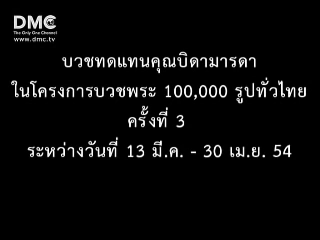 DMC
The Only One Channel
www.dmc.tv
บวชทดแทนคุณบิดามารดา
ในโครงการบวชพระ 100,000 รูปทั่วไทย
ครั้งที่ 3
ระหว่างวันที่ 13 มี.ค. - 30 เม.ย. 54